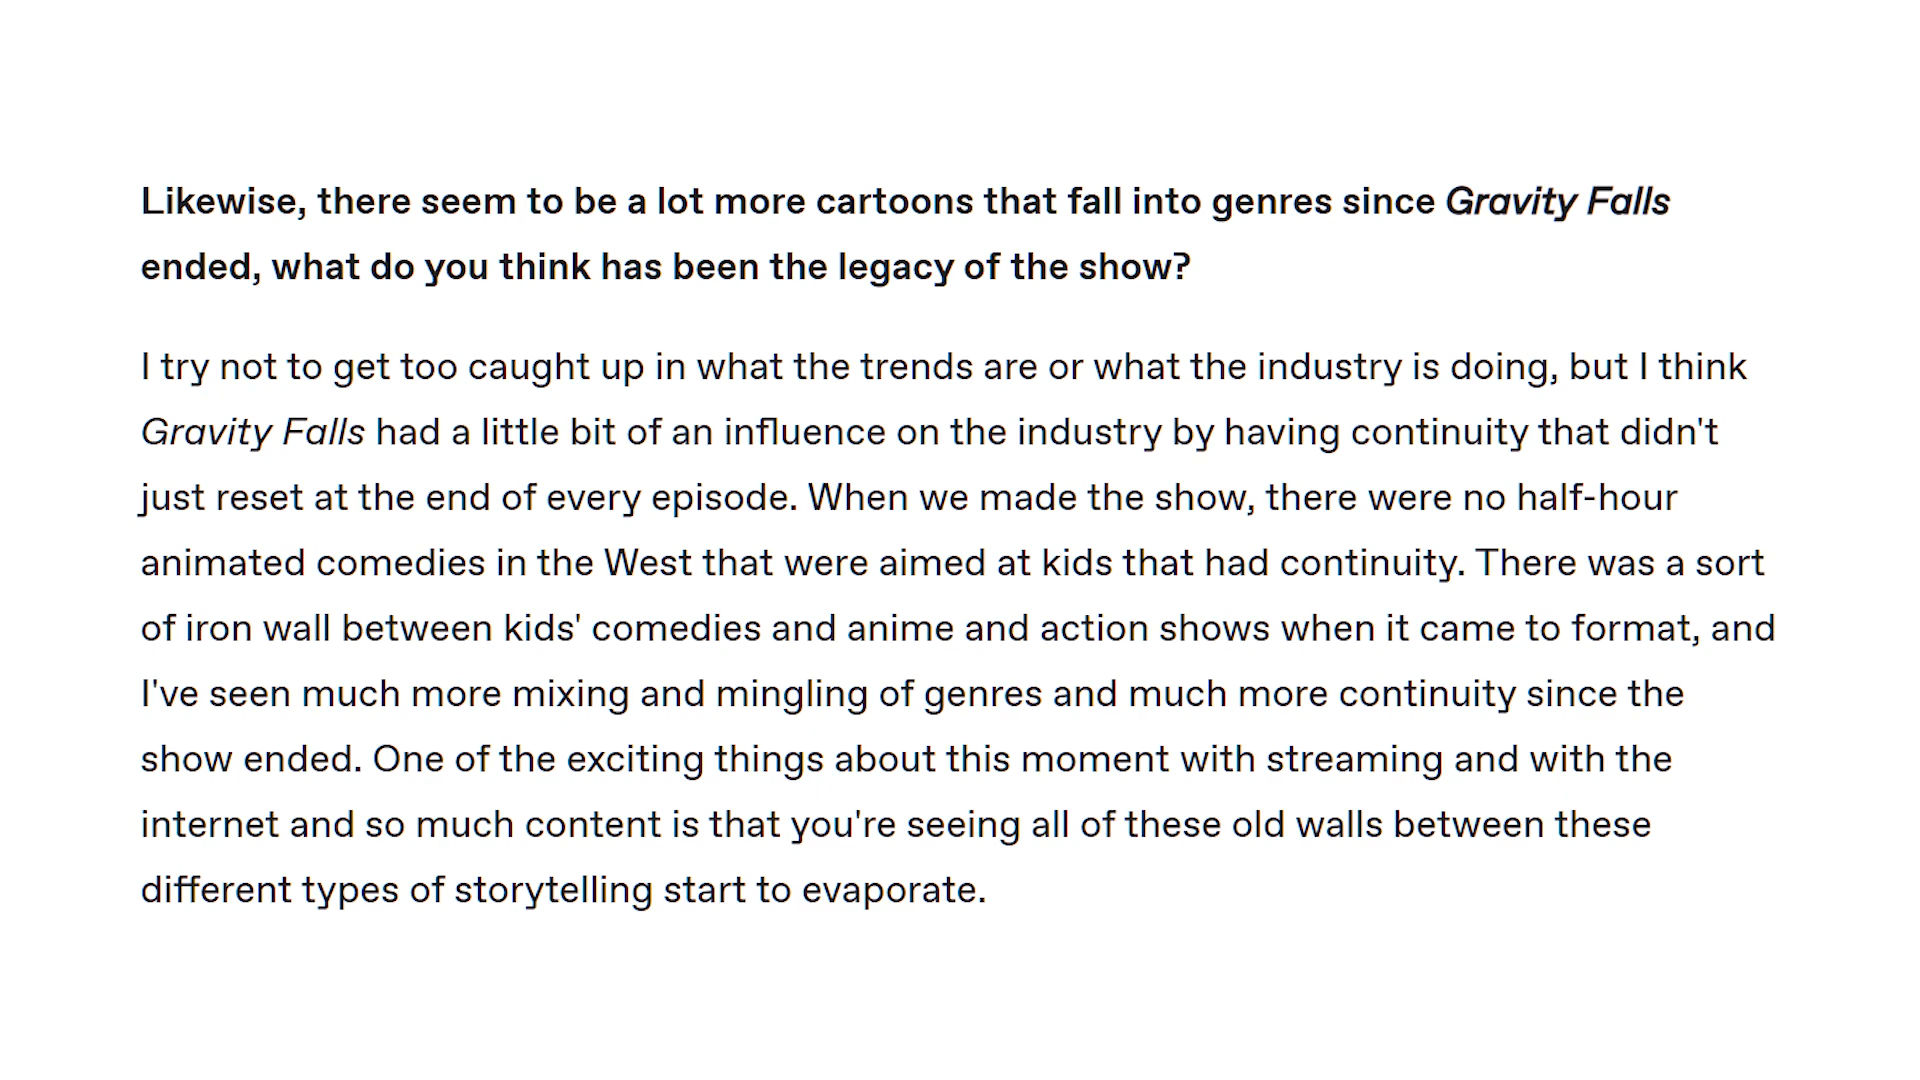 Likewise, there seem to be a lot more cartoons that fall into genres since Gravity Falls
ended, what do you think has been the legacy of the show?
I try not to get too caught up in what the trends are or what the industry is doing, but I think
Gravity Falls had a little bit of an influence on the industry by having continuity that didn't
just reset at the end of every episode. When we made the show, there were no half-hour
animated comedies in the West that were aimed at kids that had continuity. There was a sort
of iron wall between kids' comedies and anime and action shows when it came to format, and
I've seen much more mixing and mingling of genres and much more continuity since the
show ended. One of the exciting things about this moment with streaming and with the
internet and so much content is that you're seeing all of these old walls between these
different types of storytelling start to evaporate.